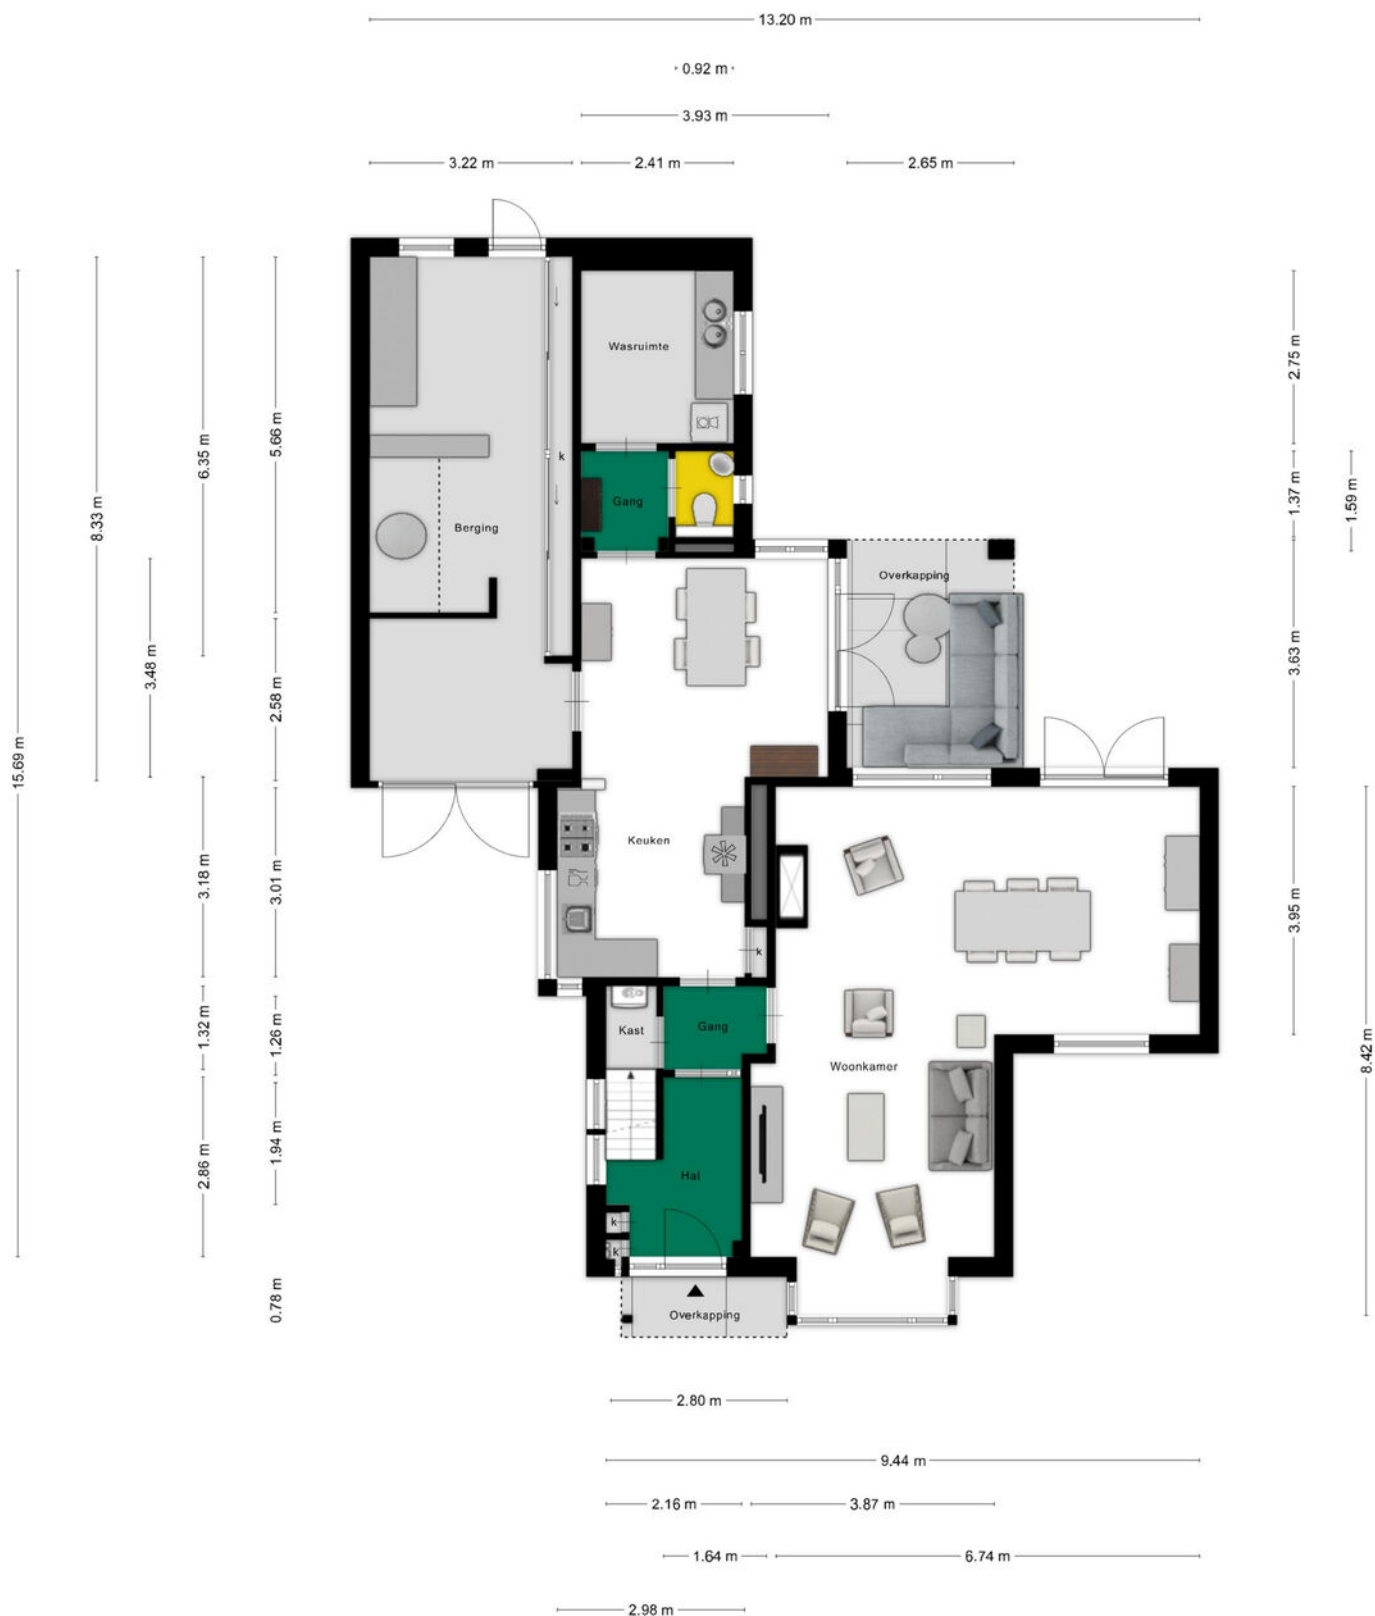 13.20 m
0.92 m
3.93 m
3.22 m
2.41 m
2.65 m
15.69 m
8.33 m
3.48 m
6.35 m
3.18 m
1.32 m
2.86 m
5.66 m
2.58 m
3.01 m
1.26 m
1.94 m
0.78 m
Wasruimte
k
Gang
Berging
Overkapping
Keuken
k
Kast
Gang
Woonkamer
Hal
k
k
Overkapping
2.75 m
1.37 m
3.63 m
3.95 m
1.59 m
8.42 m
2.80 m
9.44 m
2.16 m
3.87 m
1.64 m
6.74 m
2.98 m